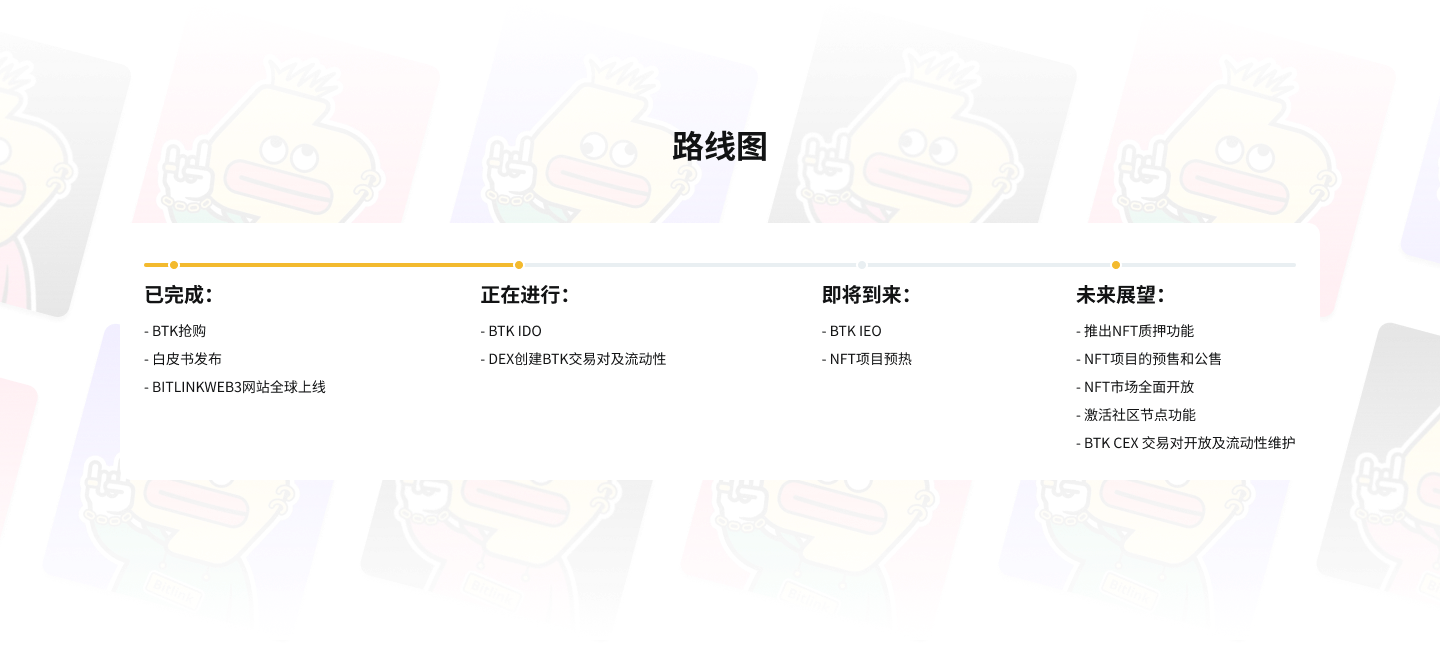 路线图
已完成：
- BTK抢购
- 白皮书发布
- BITLINKWEB3网站全球上线
正在进行：
- BTK IDO
- DEX创建BTK交易对及流动性
即将到来：
- BTK IEO
- NFT项目预热
未来展望：
- 推出NFT质押功能
- NFT项目的预售和公售
- NFT市场全面开放
- 激活社区节点功能
- BTK CEX 交易对开放及流动性维护